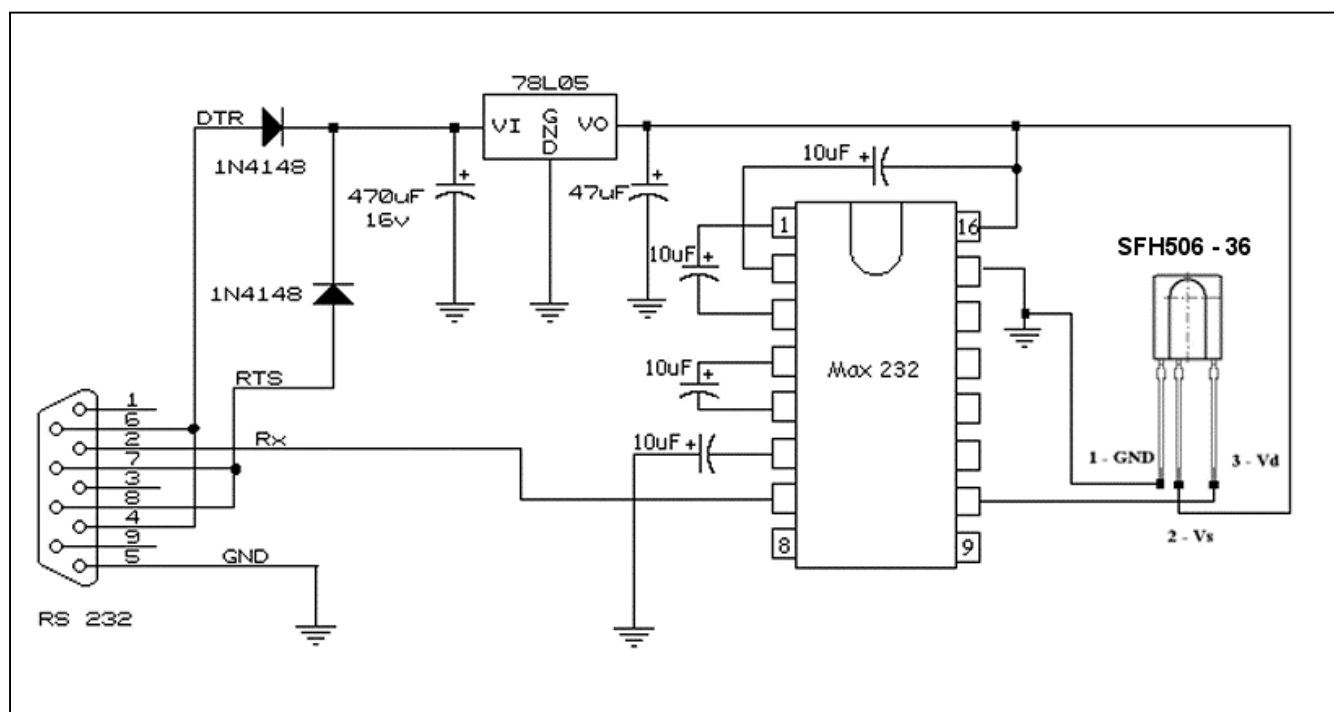 78L05
DTR
VI
GND
VO
1N4148
10uF +
+
470uF
16v
+
47uF
+
1
16
SFH506 - 36
10uF
+
1N4148
RTS
10uF
+
Max 232
1
6
2
7
3
8
4
9
5
Rx
10uF +
1 - GND
3 - Vd
2 - Vs
8
9
GND
RS 232